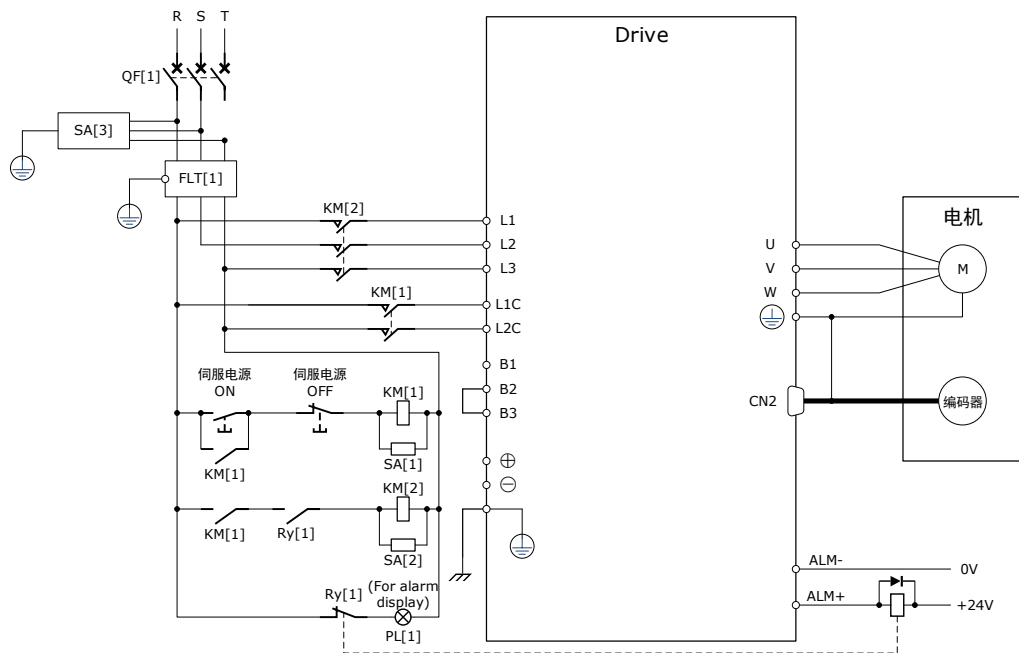 R S T
Drive
QF[1]
SA[3]
FLT[1]
KM[2]
L1
L2
L3
KM[1]
L1C
L2C
B1
B2
B3
U
V
W
电机
M
CN2
编码器
伺服电源
ON
伺服电源
OFF
KM[1]
KM[1]
SA[1]
KM[2]
KM[1]
Ry[1]
SA[2]
Ry[1]
(For alarm
display)
PL[1]
ALM-
0V
ALM+
+24V